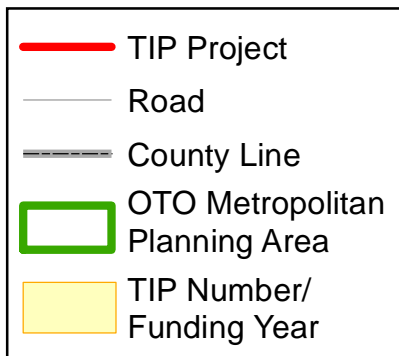 TIP Project
Road
County Line
OTO Metropolitan
Planning Area
TIP Number/
Funding Year